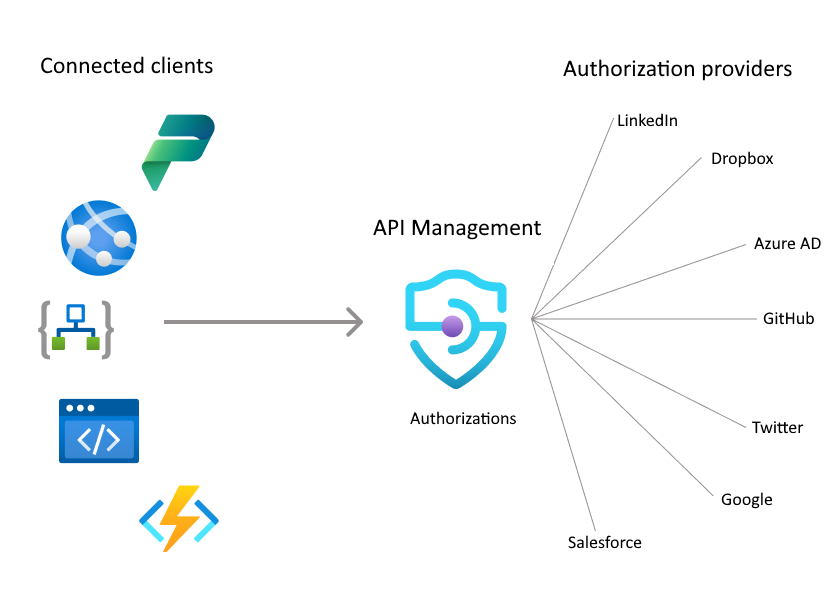 Connected clients
Authorization providers
LinkedIn
Dropbox
API Management
Azure AD
GitHub
Authorizations
Twitter
Google
Salesforce